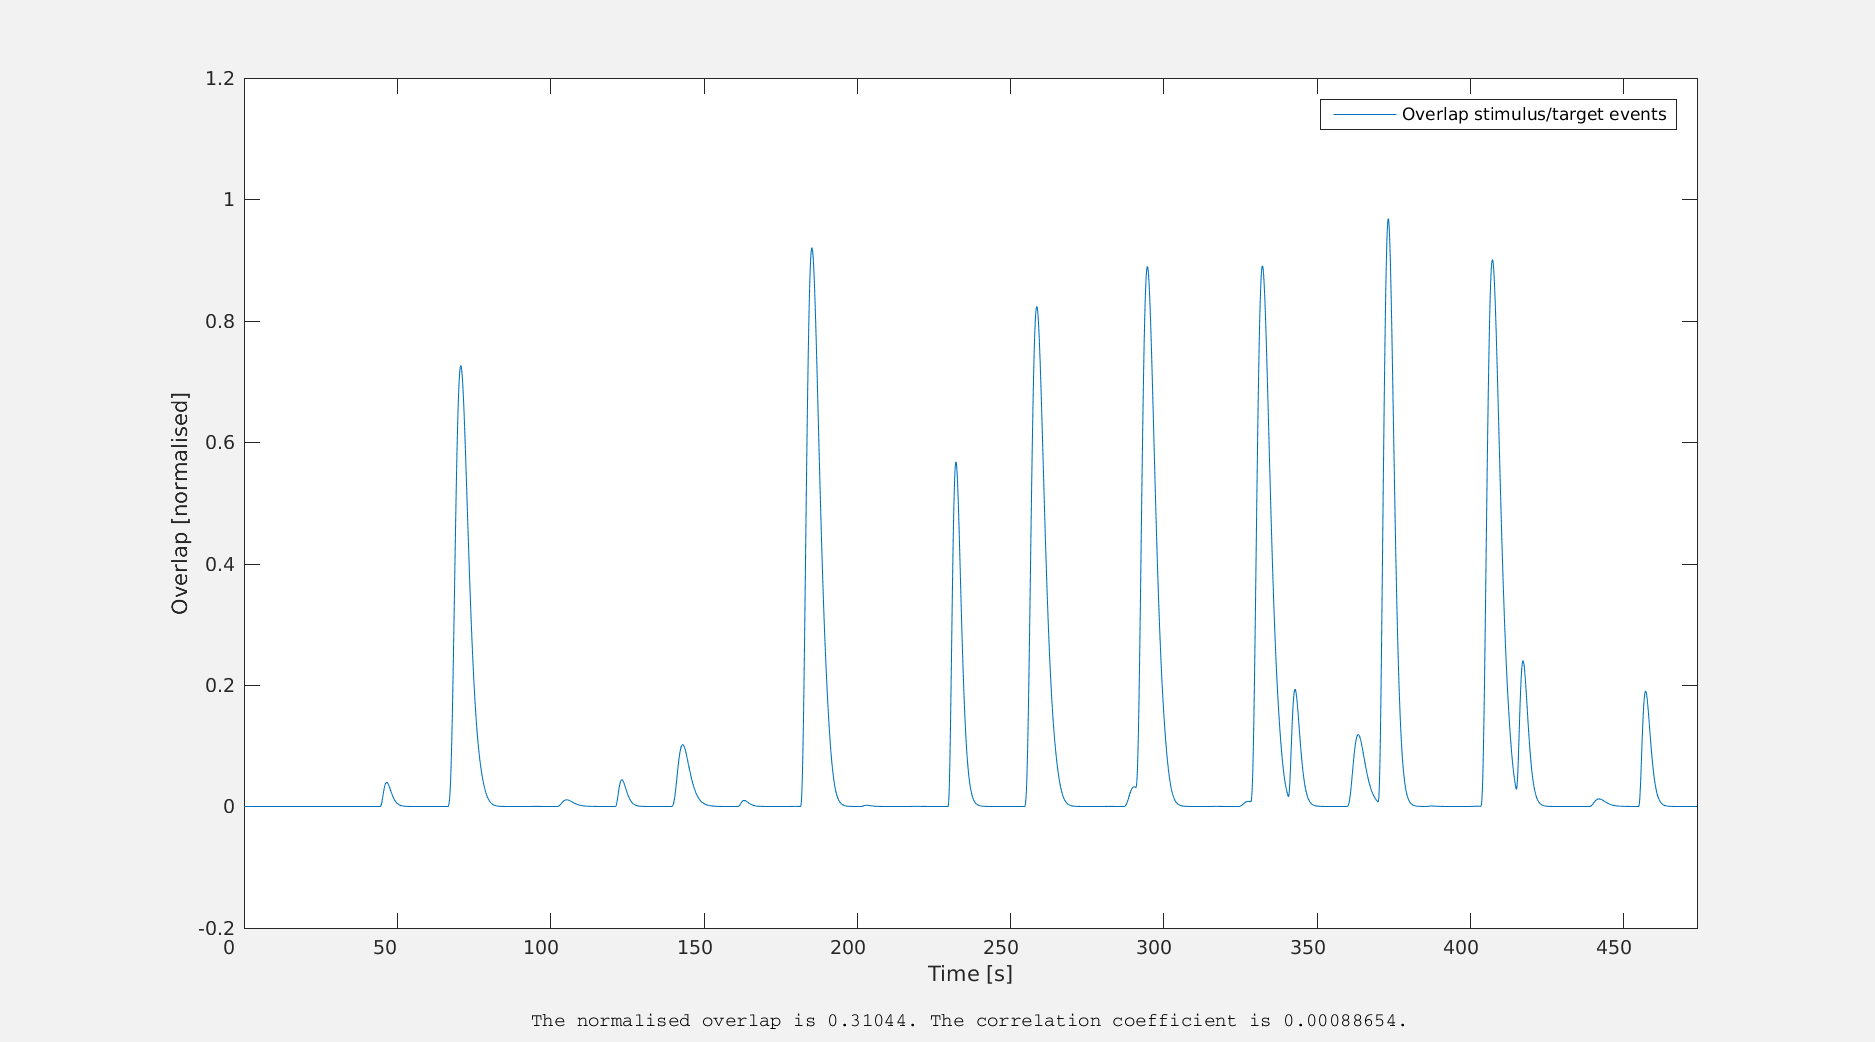 1.2
Overlap stimulus/target events
1
0.8
0.6
0.4
0.2
0
-0.2
Overlap [normalised]
0 50 100 150 200 250 300 350 400 450
Time [s]
The normalised overlap is 0.31044. The correlation coefficient is 0.00088654.